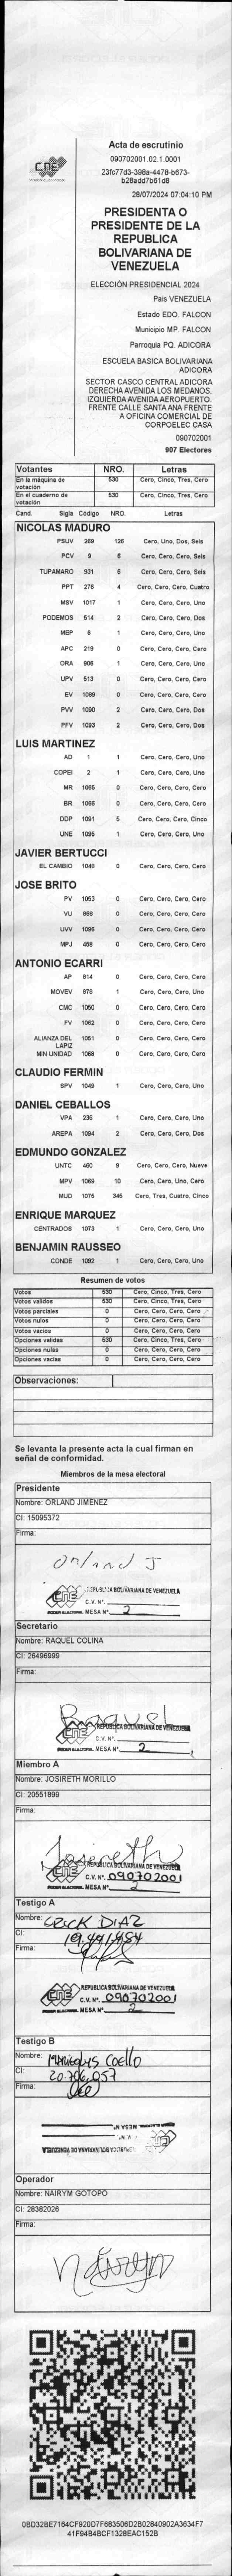 CNE
Acta de escrutinio
090702001.02.1.0001
23fc77d3-398a-4478-b673-
b28add7b61d8
28/07/2024 07:04:10 PM
PRESIDENTA O
PRESIDENTE DE LA
REPUBLICA
BOLIVARIANA DE
VENEZUELA
ELECCIÓN PRESIDENCIAL 2024
Pais VENEZUELA
Estado EDO. FALCON
Municipio MP. FALCON
Parroquia PQ. ADICORA
ESCUELA BASICA BOLIVARIANA
ADICORA
SECTOR CASCO CENTRAL ADICORA
DERECHA AVENIDA LOS MEDANOS.
IZQUIERDA AVENIDA AEROPUERTO.
FRENTE CALLE SANTA ANA FRENTE
A OFICINA COMERCIAL DE
CORPOELEC CASA
090702001
907 Electores
Votantes NRO. Letras
En la máquina de votación 530 Cero, Cinco, Tres, Cero
En el cuaderno de votación 530 Cero, Cinco, Tres, Cero
Cand. Sigla Código NRO. Letras
NICOLAS MADURO
PSUV 269 126 Cero, Uno, Dos, Seis
PCV 9 6 Cero, Cero, Cero, Seis
TUPAMARO 931 6 Cero, Cero, Cero, Seis
PPT 276 4 Cero, Cero, Cero, Cuatro
MSV 1017 1 Cero, Cero, Cero, Uno
PODEMOS 514 2 Cero, Cero, Cero, Dos
MEP 6 1 Cero, Cero, Cero, Uno
APC 219 0 Cero, Cero, Cero, Cero
ORA 906 1 Cero, Cero, Cero, Uno
UPV 513 0 Cero, Cero, Cero, Cero
EV 1089 0 Cero, Cero, Cero, Cero
PVV 1090 2 Cero, Cero, Cero, Dos
PFV 1093 2 Cero, Cero, Cero, Dos
LUIS MARTINEZ
AD 1 1 Cero, Cero, Cero, Uno
COPEI 2 1 Cero, Cero, Cero, Uno
MR 1065 0 Cero, Cero, Cero, Cero
BR 1066 0 Cero, Cero, Cero, Cero
DDP 1091 5 Cero, Cero, Cero, Cinco
UNE 1095 1 Cero, Cero, Cero, Uno
JAVIER BERTUCCI
EL CAMBIO 1048 0 Cero, Cero, Cero, Cero
JOSE BRITO
PV 1053 0 Cero, Cero, Cero, Cero
VU 868 0 Cero, Cero, Cero, Cero
UVV 1096 0 Cero, Cero, Cero, Cero
MPJ 458 0 Cero, Cero, Cero, Cero
ANTONIO ECARRI
AP 814 0 Cero, Cero, Cero, Cero
MOVEV 878 1 Cero, Cero, Cero, Uno
CMC 1050 0 Cero, Cero, Cero, Cero
FV 1062 0 Cero, Cero, Cero, Cero
ALIANZA DEL LAPIZ 1051 0 Cero, Cero, Cero, Cero
MIN UNIDAD 1088 0 Cero, Cero, Cero, Cero
CLAUDIO FERMIN
SPV 1049 1 Cero, Cero, Cero, Uno
DANIEL CEBALLOS
VPA 236 1 Cero, Cero, Cero, Uno
AREPA 1094 2 Cero, Cero, Cero, Dos
EDMUNDO GONZALEZ
UNTC 460 9 Cero, Cero, Cero, Nueve
MPV 1069 10 Cero, Cero, Uno, Cero
MUD 1075 345 Cero, Tres, Cuatro, Cinco
ENRIQUE MARQUEZ
CENTRADOS 1073 1 Cero, Cero, Cero, Uno
BENJAMIN RAUSSEO
CONDE 1092 1 Cero, Cero, Cero, Uno
Resumen de votos
Votos 530 Cero, Cinco, Tres, Cero
Votos validos 530 Cero, Cinco, Tres, Cero
Votos parciales 0 Cero, Cero, Cero, Cero
Votos nulos 0 Cero, Cero, Cero, Cero
Votos vacios 0 Cero, Cero, Cero, Cero
Opciones validas 530 Cero, Cinco, Tres, Cero
Opciones nulas 0 Cero, Cero, Cero, Cero
Opciones vacias 0 Cero, Cero, Cero, Cero
Observaciones:
Se levanta la presente acta la cual firman en
señal de conformidad.
Miembros de la mesa electoral
Presidente
Nombre: ORLAND JIMENEZ
CI: 15095372
Firma:
Orland J
CNE REPUBLICA BOLIVARIANA DE VENEZUELA
C.V. N°.
PODER ELECTORAL MESA N° 2
Secretario
Nombre: RAQUEL COLINA
CI: 26496999
Firma:
Raquel
CNE REPUBLICA BOLIVARIANA DE VENEZUELA
C.V. N°.
PODER ELECTORAL MESA N° 2
Miembro A
Nombre: JOSIRETH MORILLO
CI: 20551899
Firma:
Josireth
CNE REPUBLICA BOLIVARIANA DE VENEZUELA
C.V. N°. 090702001
PODER ELECTORAL MESA N° 2
Testigo A
Nombre: ERICK DIAZ
CI: 19.441.984
Firma:
CNE REPUBLICA BOLIVARIANA DE VENEZUELA
C.V. N°. 090702001
PODER ELECTORAL MESA N° 2
Testigo B
Nombre: Coello
CI: 20.796.057
Firma:
REPUBLICA BOLIVARIANA DE VENEZUELA
C.V. N°.
MESA N°
Operador
Nombre: NAIRYM GOTOPO
CI: 28382026
Firma:
Nairym
0BD32BE7164CF920D7F683506D2B02840902A3634F7
41F94B4BCF1328EAC152B